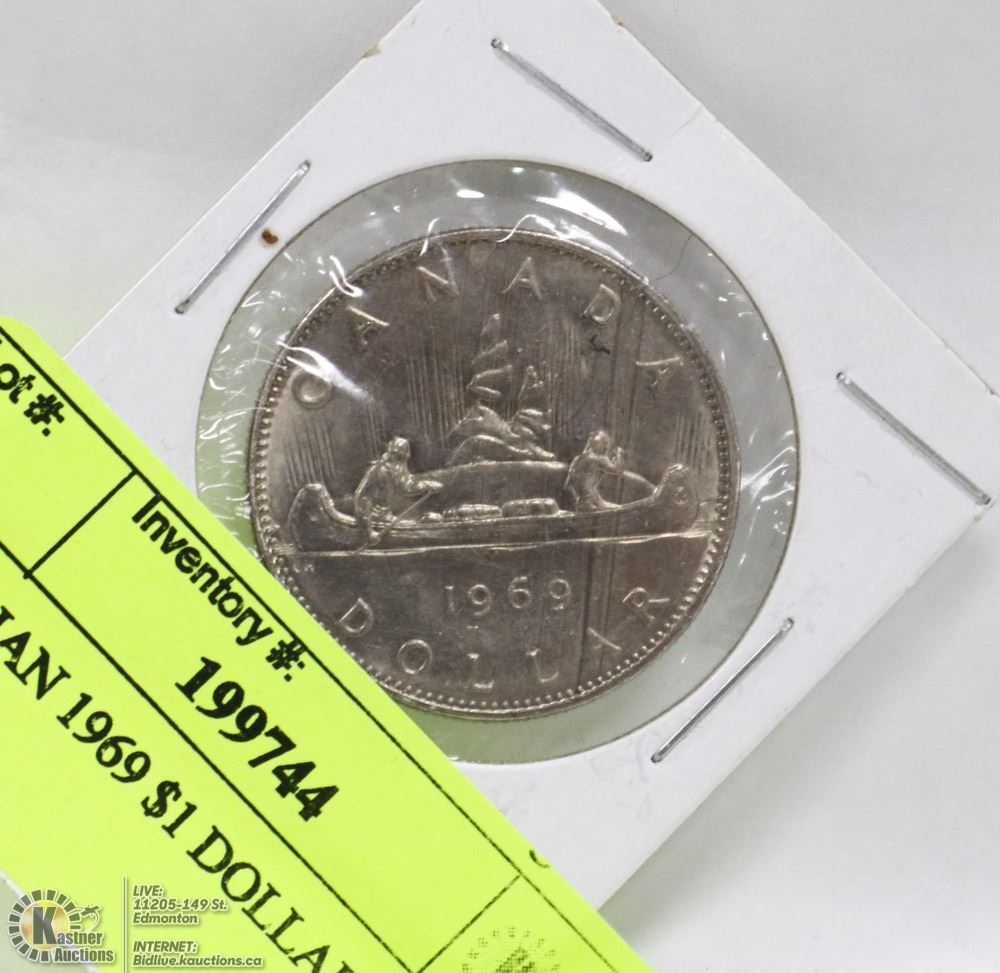 CANADA
1969
DOLLAR
ot #:
Inventory #:
199744
IAN 1969 $1 DOLLA
Kastner
Auctions
LIVE:
11205-149 St.
Edmonton
INTERNET:
Bidlive.kauctions.ca